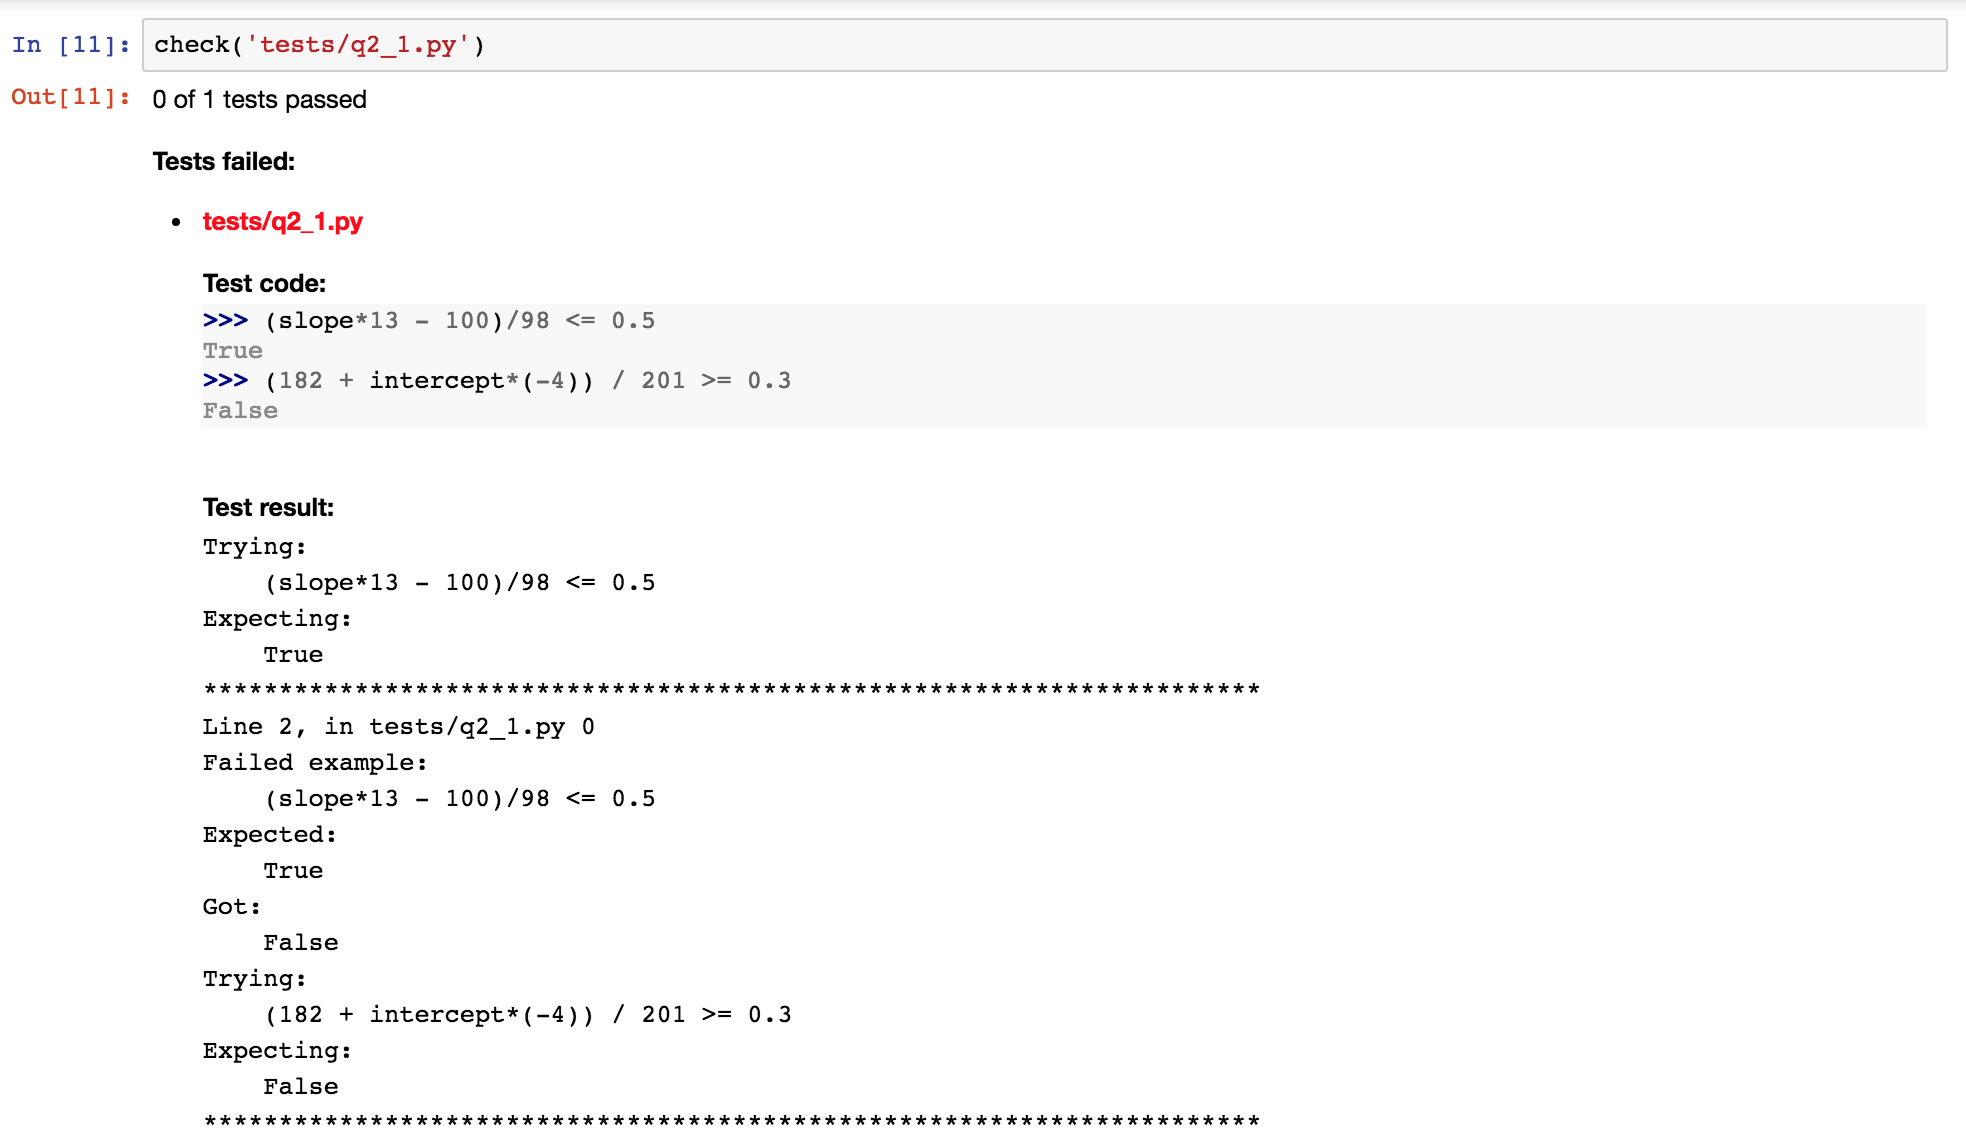 In [11]: check('tests/q2_1.py')
Out[11]: 0 of 1 tests passed
Tests failed:
• tests/q2_1.py
Test code:
>>> (slope*13 - 100)/98 <= 0.5
True
>>> (182 + intercept*(-4)) / 201 >= 0.3
False
Test result:
Trying:
    (slope*13 - 100)/98 <= 0.5
Expecting:
    True
**********************************************************************
Line 2, in tests/q2_1.py 0
Failed example:
    (slope*13 - 100)/98 <= 0.5
Expected:
    True
Got:
    False
Trying:
    (182 + intercept*(-4)) / 201 >= 0.3
Expecting:
    False
**********************************************************************